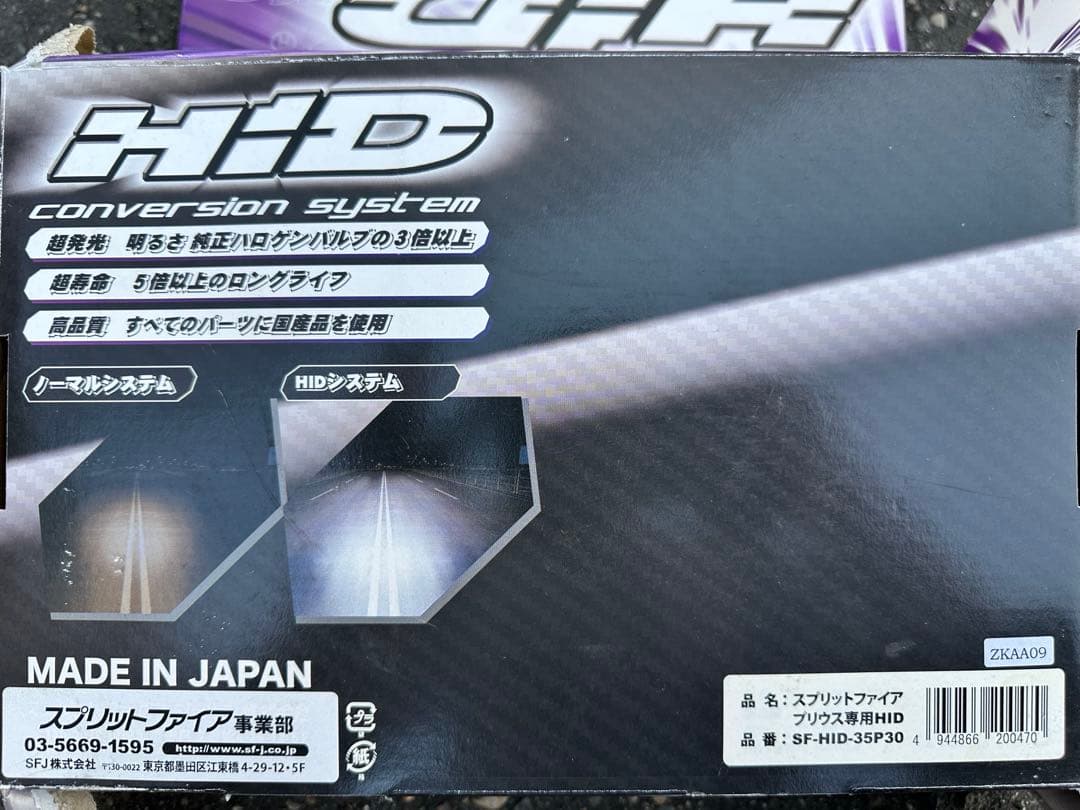 HID
HID
conversion system
超発光 明るさ 純正ハロゲンバルブの3倍以上
超寿命 5倍以上のロングライフ
高品質 すべてのパーツに国産品を使用
ノーマルシステム
HIDシステム
MADE IN JAPAN
スプリットファイア事業部
03-5669-1595 http://www.sf-j.co.jp
SFJ株式会社 〒130-0022 東京都墨田区江東橋4-29-12・5F
プラ
紙
ZKAA09
品 名：スプリットファイア
プリウス専用HID
品 番：SF-HID-35P30
4 944866 200470